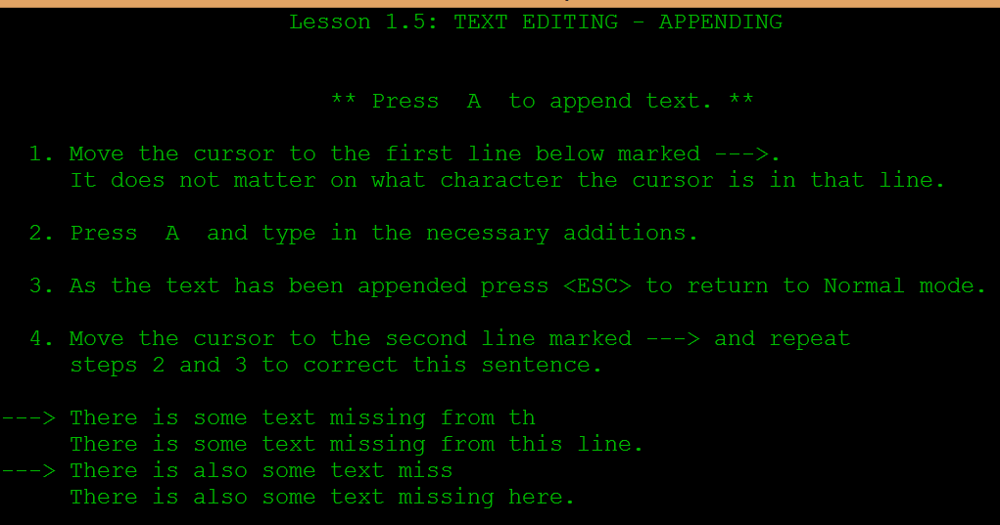 Lesson 1.5: TEXT EDITING - APPENDING
** Press  A  to append text. **
1. Move the cursor to the first line below marked --->.
It does not matter on what character the cursor is in that line.
2. Press  A  and type in the necessary additions.
3. As the text has been appended press <ESC> to return to Normal mode.
4. Move the cursor to the second line marked ---> and repeat
steps 2 and 3 to correct this sentence.
---> There is some text missing from th
There is some text missing from this line.
---> There is also some text miss
There is also some text missing here.